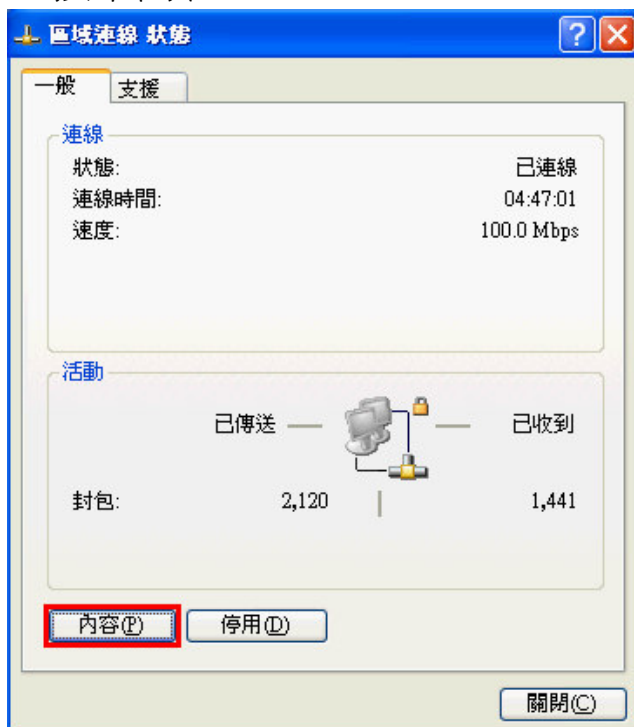 區域連線 狀態
一般 支援
連線
狀態: 已連線
連線時間: 04:47:01
速度: 100.0 Mbps
活動
已傳送 已收到
封包: 2,120 1,441
內容(P) 停用(D)
關閉(C)